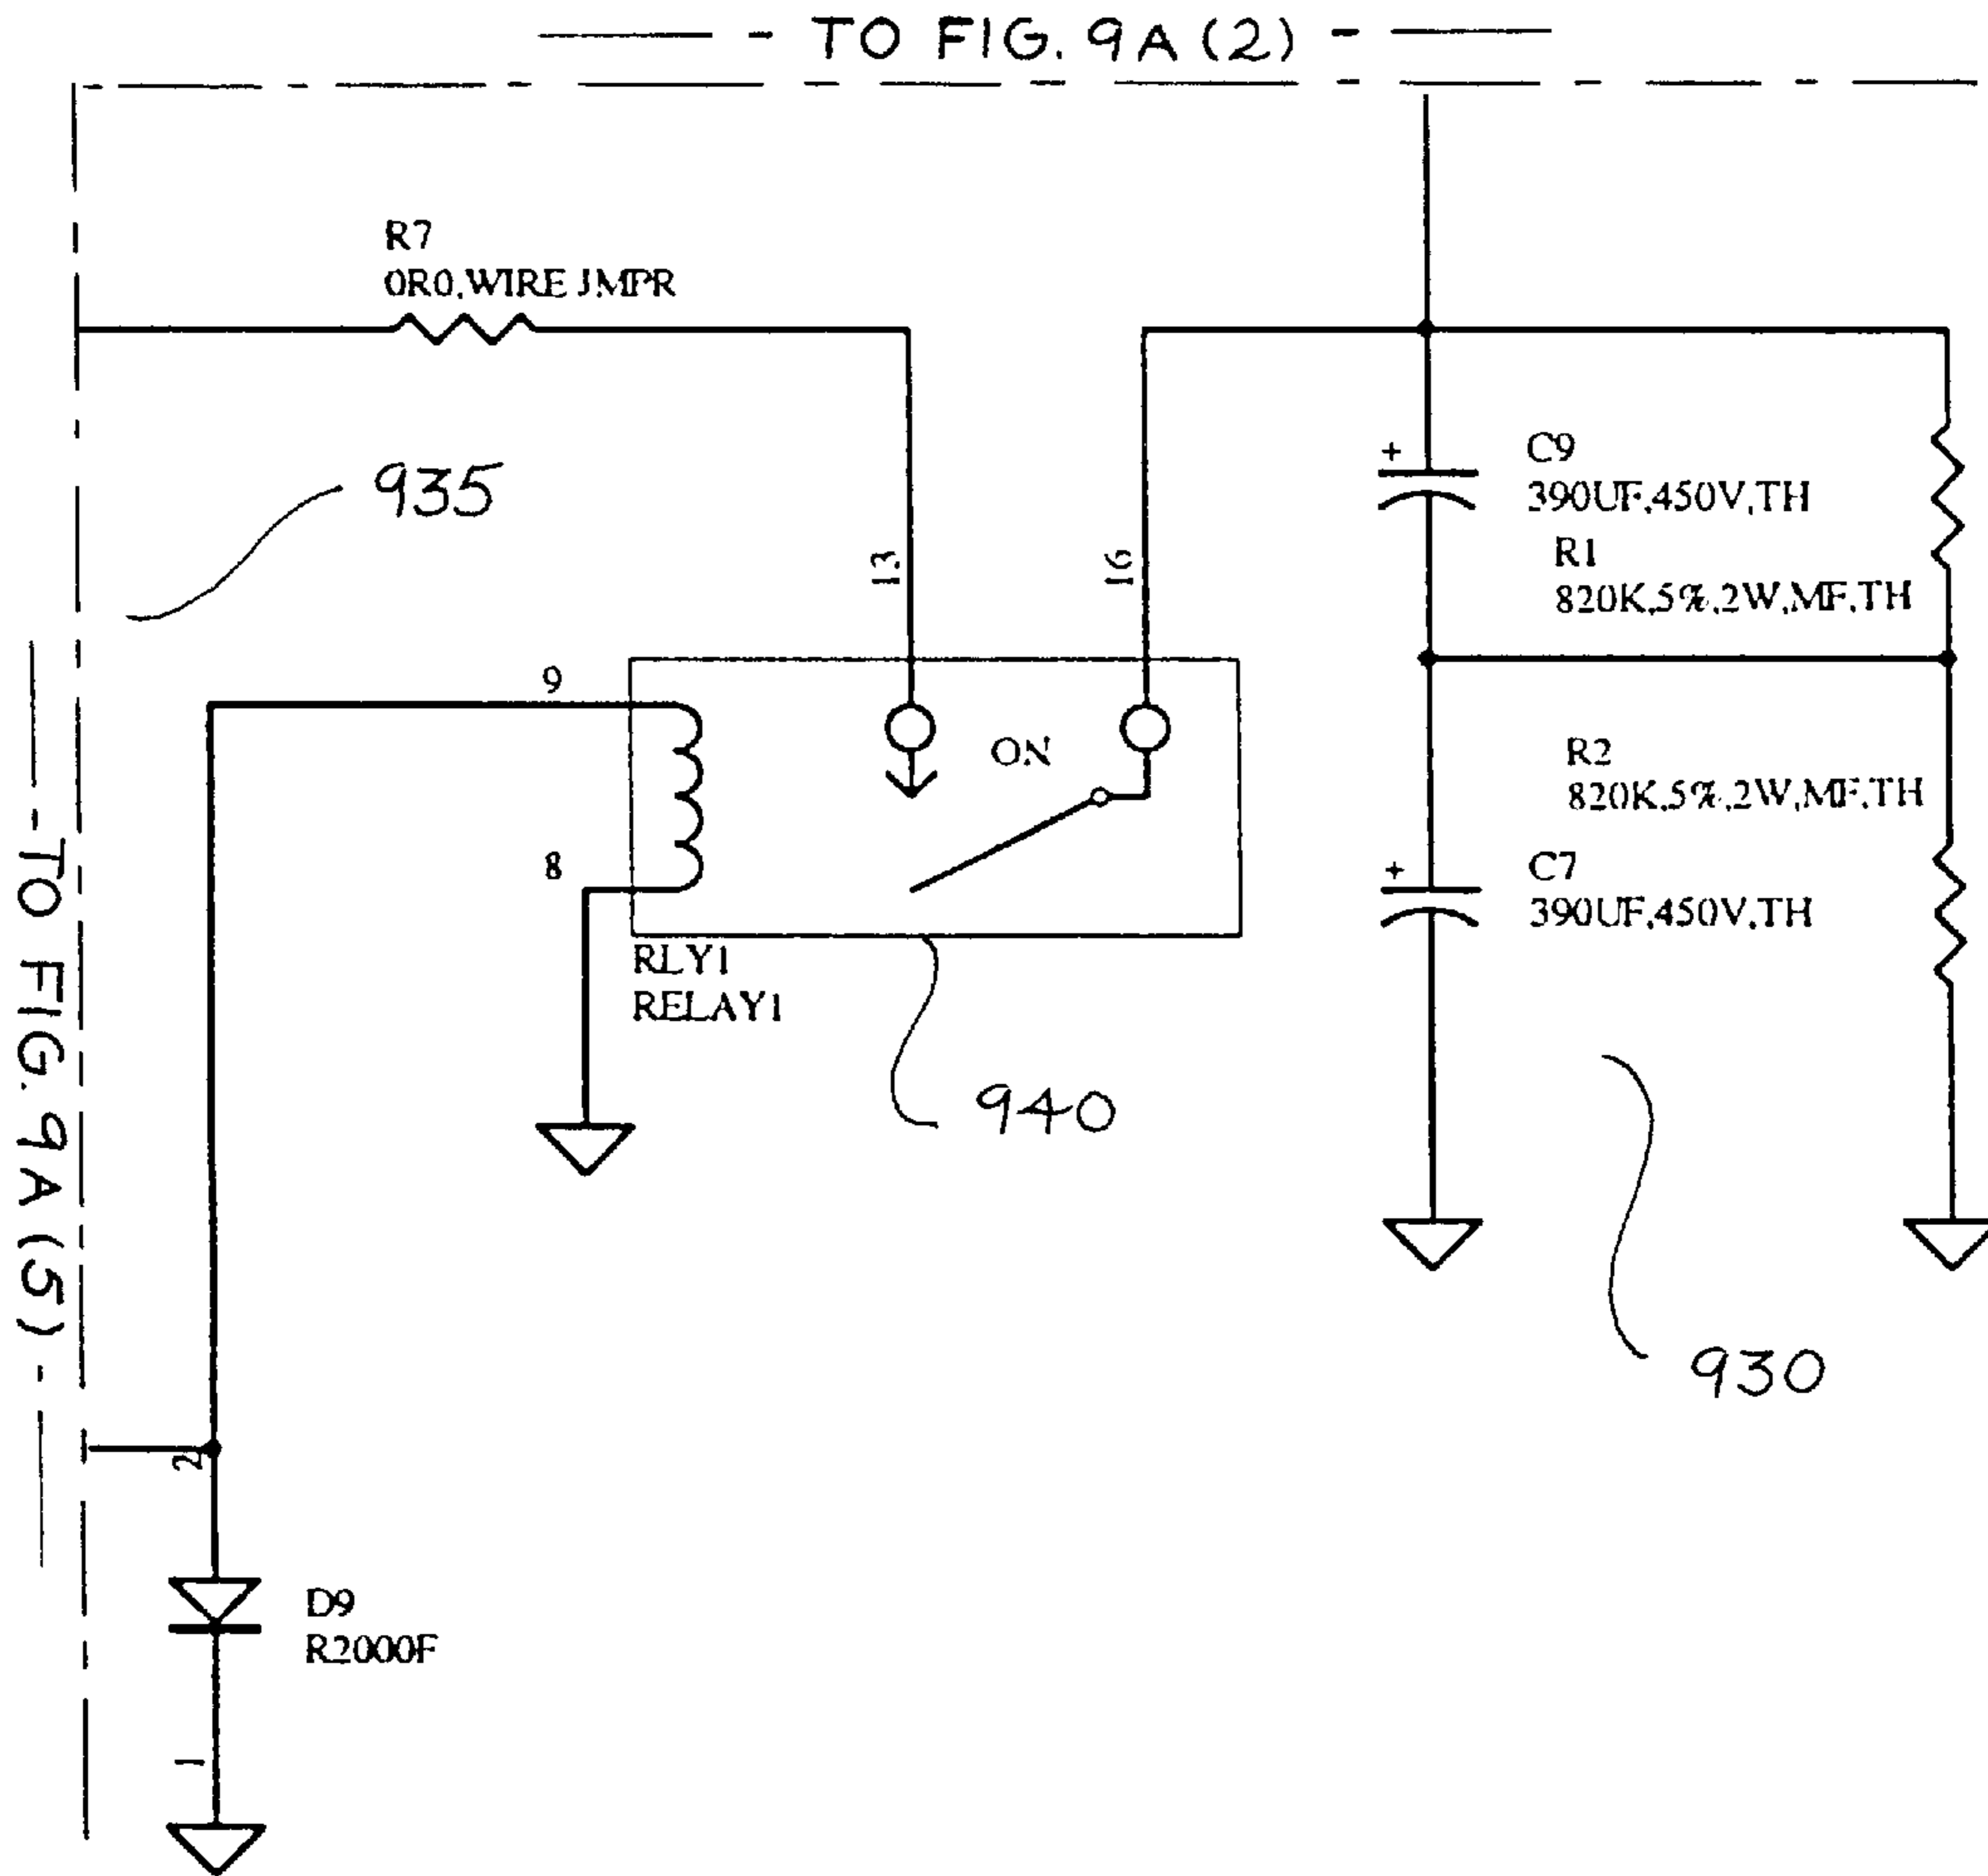 TO FIG. 9A (2)
R7
0R0,WIRE JMPR
935
13
16
C9
+
390UF,450V,TH
R1
820K,5%,2W,MF,TH
9
ON
R2
820K,5%,2W,MF,TH
8
+
C7
390UF,450V,TH
RLY1
RELAY1
940
TO FIG. 9A (5)
930
2
D9
R2000F
1